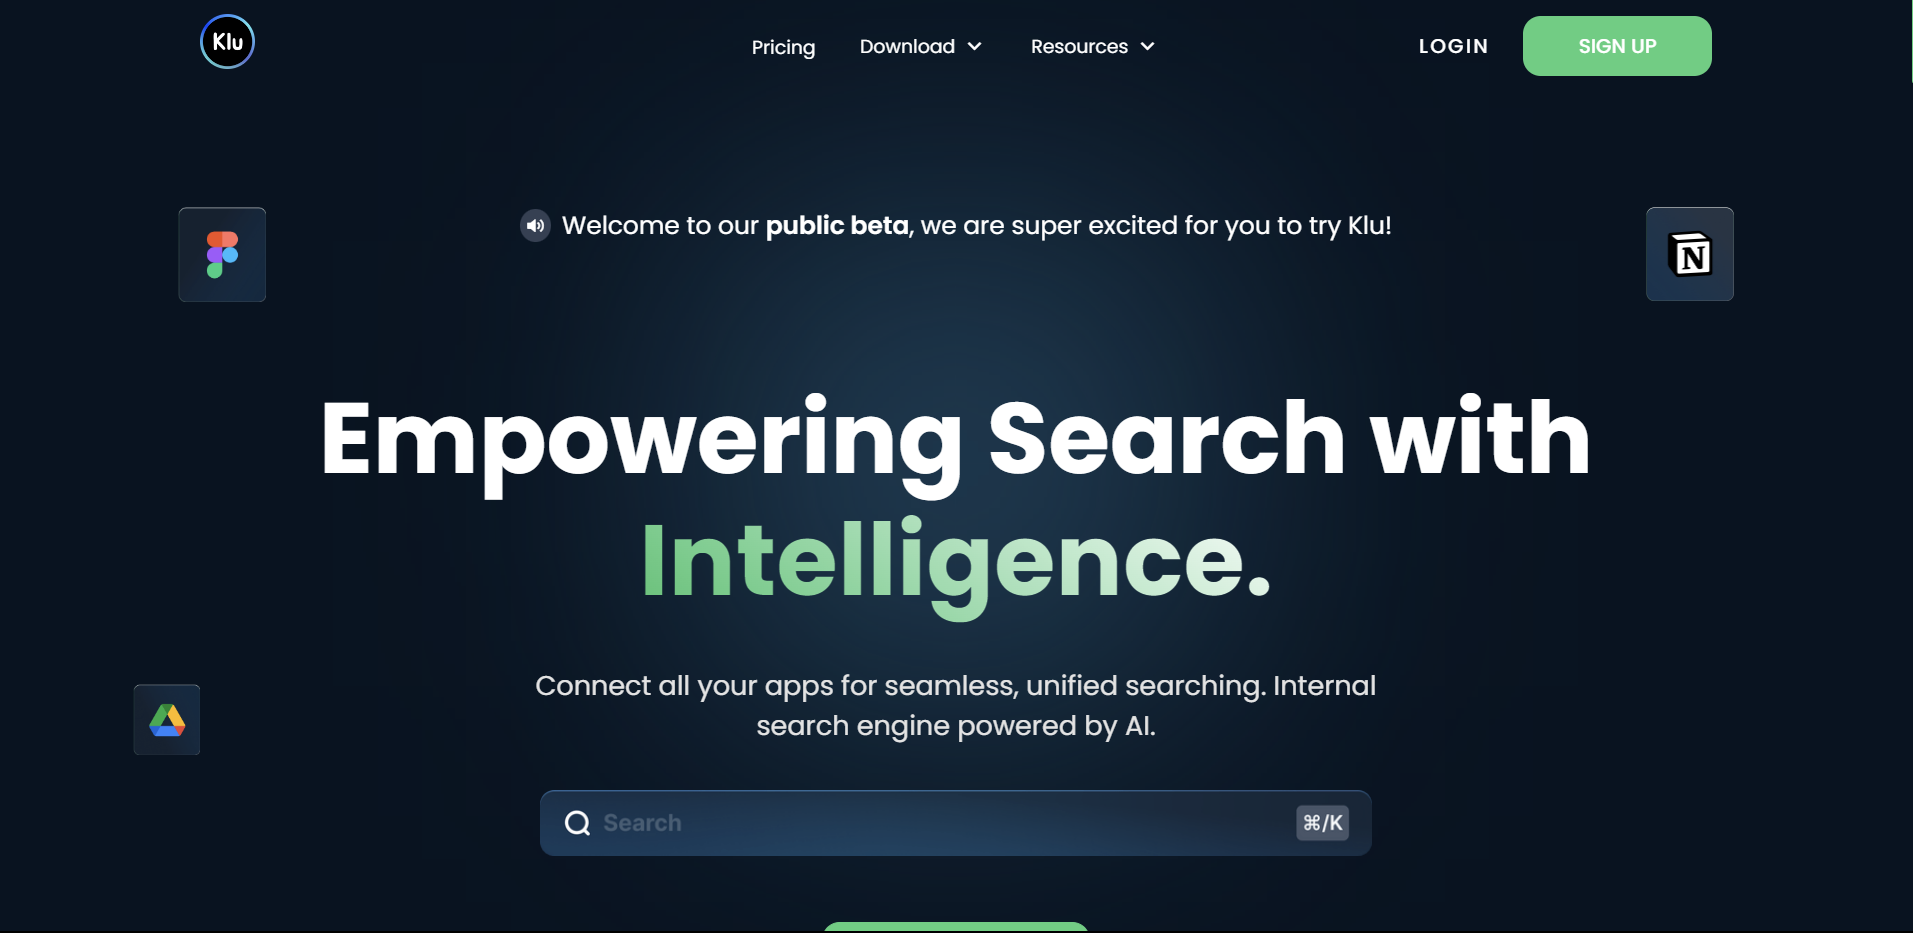 Klu
Pricing
Download
Resources
LOGIN
SIGN UP
Welcome to our public beta, we are super excited for you to try Klu!
N
Empowering Search with
Intelligence.
Connect all your apps for seamless, unified searching. Internal
search engine powered by AI.
Search
⌘/K